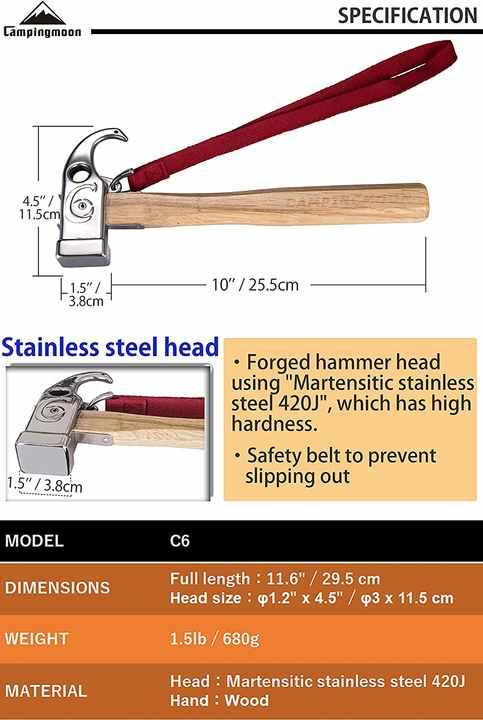 Campingmoon
SPECIFICATION
CAMPINGMOON
4.5" /
11.5cm
1.5" /
3.8cm
10" / 25.5cm
Stainless steel head
1.5" / 3.8cm
• Forged hammer head
using "Martensitic stainless
steel 420J", which has high
hardness.
• Safety belt to prevent
slipping out
MODEL
C6
DIMENSIONS
Full length：11.6" / 29.5 cm
Head size：φ1.2" x 4.5" / φ3 x 11.5 cm
WEIGHT
1.5lb / 680g
MATERIAL
Head：Martensitic stainless steel 420J
Hand：Wood